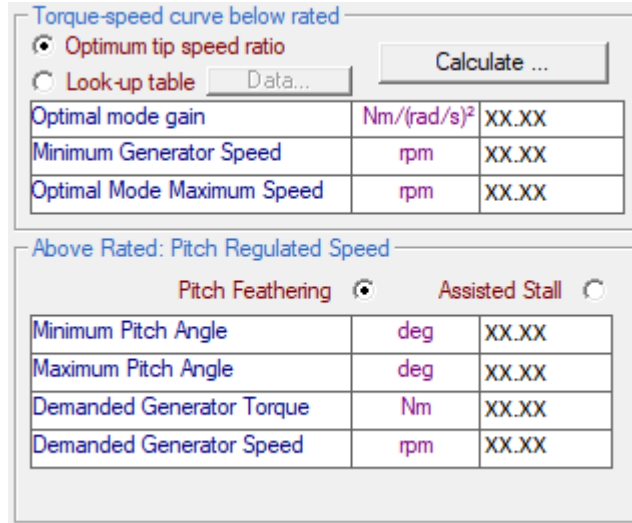 Torque-speed curve below rated
Optimum tip speed ratio
Calculate ...
Look-up table Data...
Optimal mode gain Nm/(rad/s)² XX.XX
Minimum Generator Speed rpm XX.XX
Optimal Mode Maximum Speed rpm XX.XX
Above Rated: Pitch Regulated Speed
Pitch Feathering Assisted Stall
Minimum Pitch Angle deg XX.XX
Maximum Pitch Angle deg XX.XX
Demanded Generator Torque Nm XX.XX
Demanded Generator Speed rpm XX.XX